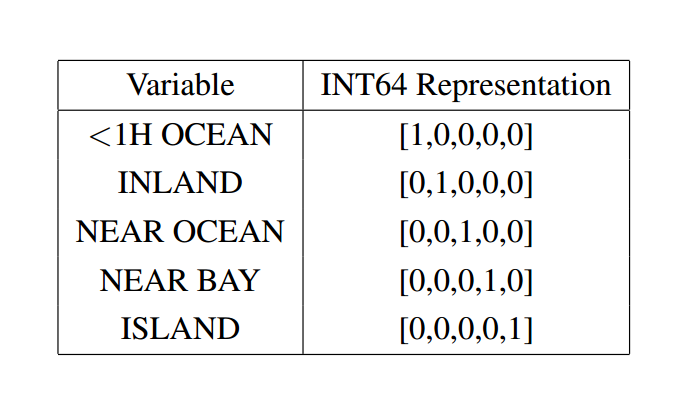 Variable INT64 Representation
<1H OCEAN [1,0,0,0,0]
INLAND [0,1,0,0,0]
NEAR OCEAN [0,0,1,0,0]
NEAR BAY [0,0,0,1,0]
ISLAND [0,0,0,0,1]